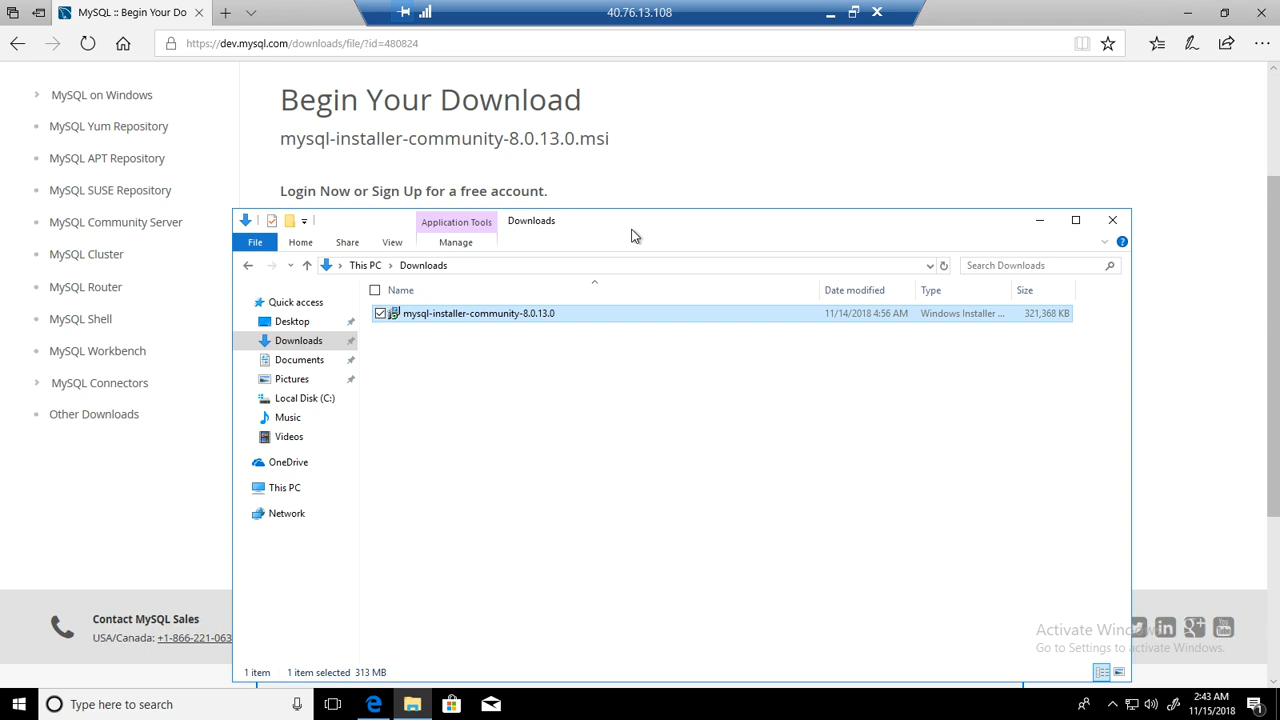 MySQL :: Begin Your Do
40.76.13.108
https://dev.mysql.com/downloads/file/?id=480824
MySQL on Windows
MySQL Yum Repository
MySQL APT Repository
MySQL SUSE Repository
MySQL Community Server
MySQL Cluster
MySQL Router
MySQL Shell
MySQL Workbench
MySQL Connectors
Other Downloads
Begin Your Download
mysql-installer-community-8.0.13.0.msi
Login Now or Sign Up for a free account.
Application Tools
Downloads
File
Home
Share
View
Manage
This PC
Downloads
Search Downloads
Name
Date modified
Type
Size
Quick access
Desktop
Downloads
Documents
Pictures
Local Disk (C:)
Music
Videos
OneDrive
This PC
Network
mysql-installer-community-8.0.13.0
11/14/2018 4:56 AM
Windows Installer ...
321,368 KB
1 item
1 item selected 313 MB
Contact MySQL Sales
USA/Canada: +1-866-221-063
Activate Windows
Go to Settings to activate Windows.
Type here to search
2:43 AM
11/15/2018
1